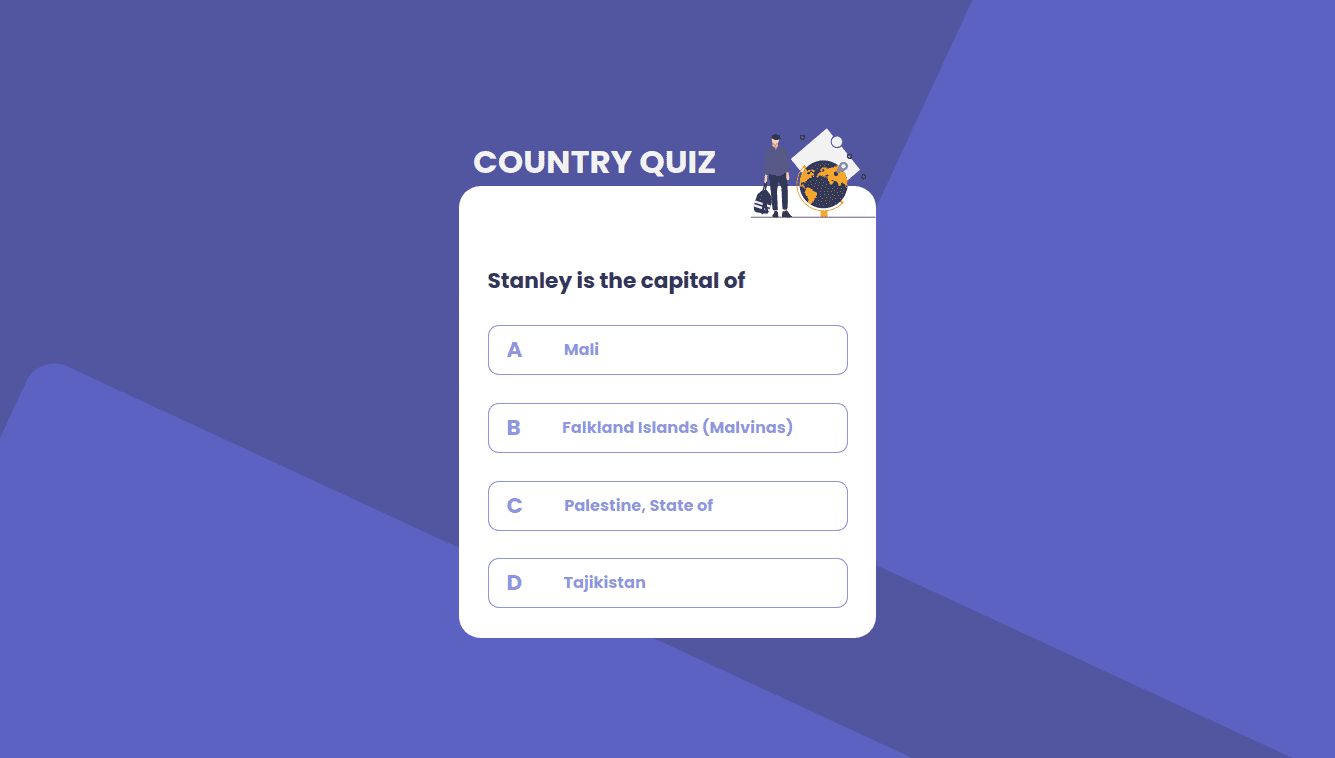 COUNTRY QUIZ
Stanley is the capital of
A Mali
B Falkland Islands (Malvinas)
C Palestine, State of
D Tajikistan